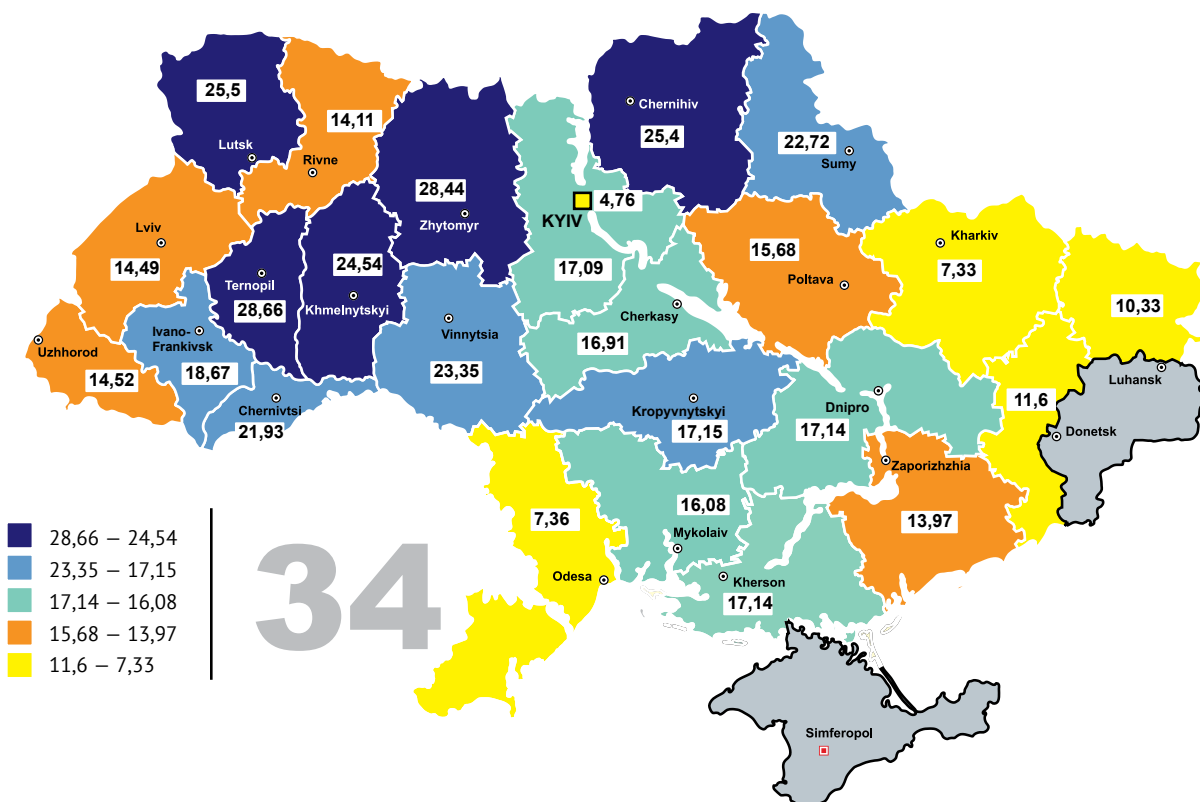 25,5
Lutsk
14,11
Rivne
28,44
Zhytomyr
Chernihiv
25,4
22,72
Sumy
4,76
KYIV
17,09
Lviv
14,49
Ternopil
28,66
24,54
Khmelnytskyi
15,68
Poltava
Kharkiv
7,33
10,33
Luhansk
Uzhhorod
14,52
Ivano-
Frankivsk
18,67
Vinnytsia
23,35
Cherkasy
16,91
Chernivtsi
21,93
Kropyvnytskyi
17,15
Dnipro
17,14
11,6
Donetsk
Zaporizhzhia
13,97
7,36
Odesa
16,08
Mykolaiv
Kherson
17,14
Simferopol
28,66 – 24,54
23,35 – 17,15
17,14 – 16,08
15,68 – 13,97
11,6 – 7,33
34